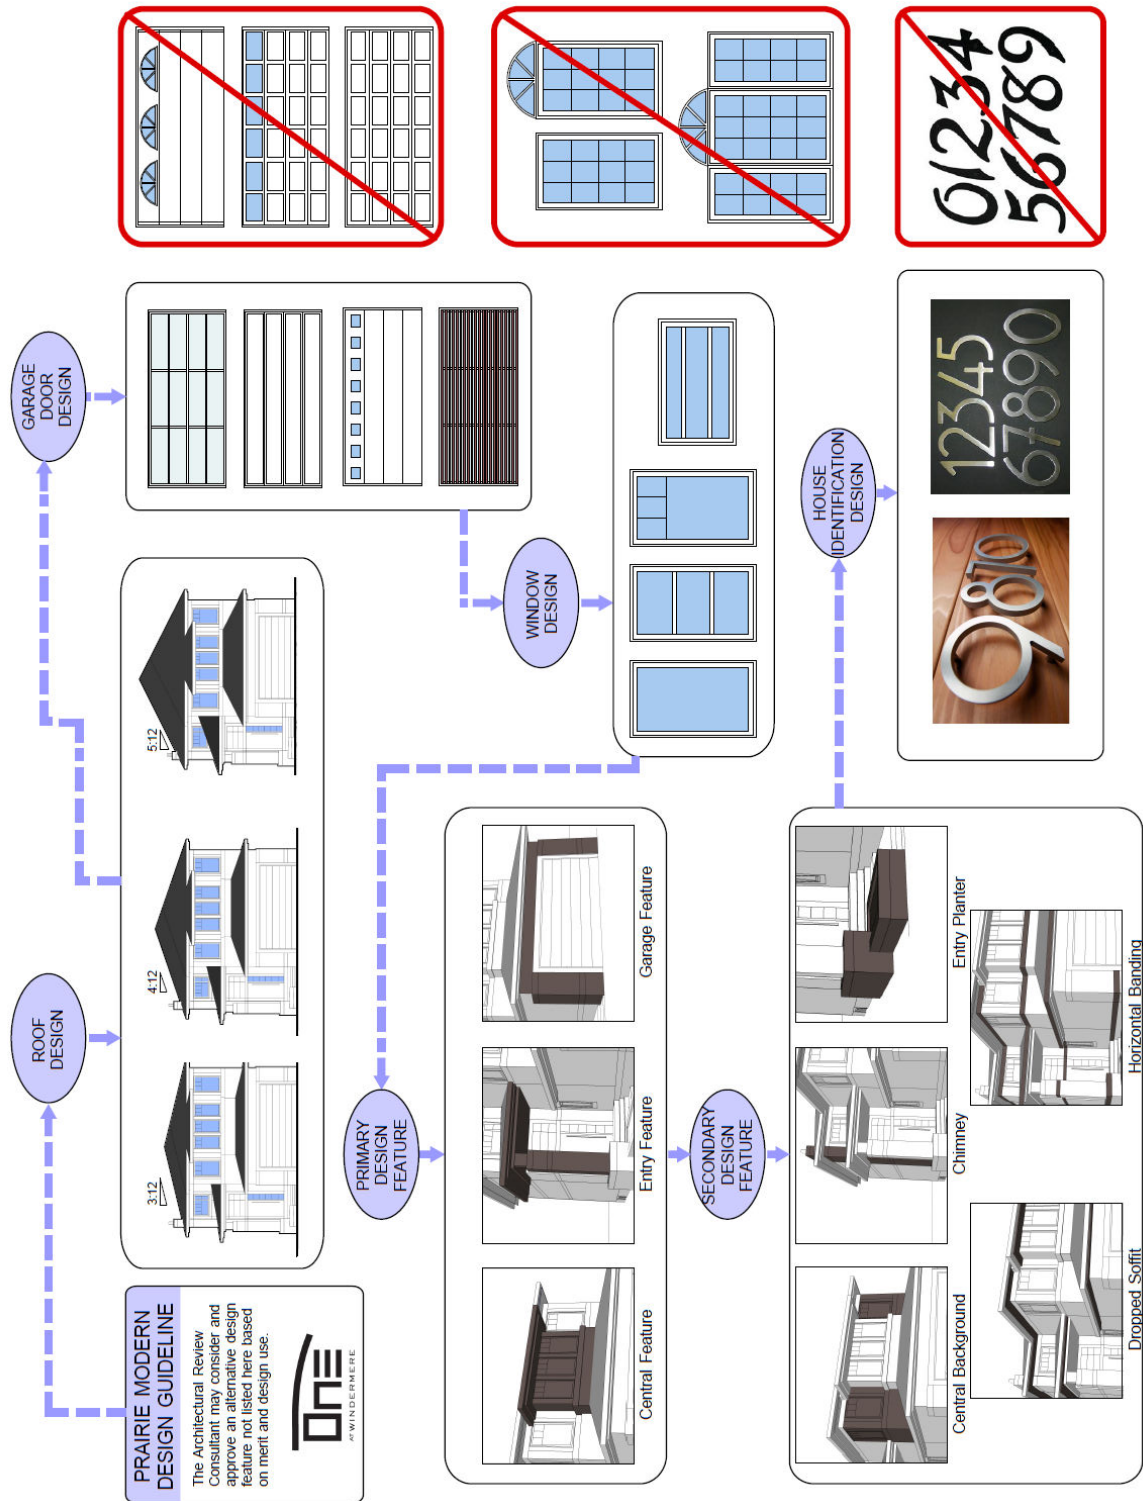 PRAIRIE MODERN
DESIGN GUIDELINE
The Architectural Review
Consultant may consider and
approve an alternative design
feature not listed here based
on merit and design use.
ONE
AT WINDERMERE
ROOF
DESIGN
3:12
4:12
5:12
GARAGE
DOOR
DESIGN
WINDOW
DESIGN
PRIMARY
DESIGN
FEATURE
Central Feature
Entry Feature
Garage Feature
SECONDARY
DESIGN
FEATURE
Central Background
Chimney
Entry Planter
Dropped Soffit
Horizontal Banding
HOUSE
IDENTIFICATION
DESIGN
9810
12345
67890
01234
56789